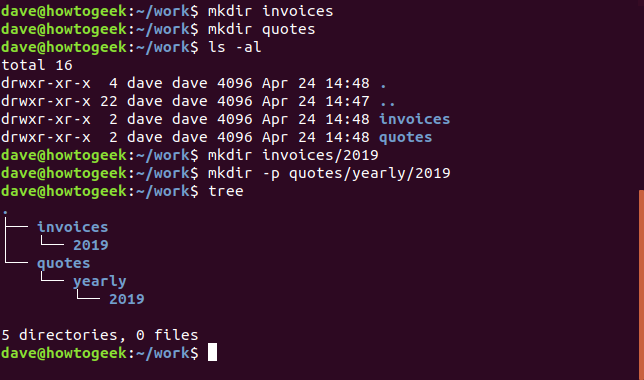 dave@howtogeek:~/work$ mkdir invoices
dave@howtogeek:~/work$ mkdir quotes
dave@howtogeek:~/work$ ls -al
total 16
drwxr-xr-x  4 dave dave 4096 Apr 24 14:48 .
drwxr-xr-x 22 dave dave 4096 Apr 24 14:47 ..
drwxr-xr-x  2 dave dave 4096 Apr 24 14:48 invoices
drwxr-xr-x  2 dave dave 4096 Apr 24 14:48 quotes
dave@howtogeek:~/work$ mkdir invoices/2019
dave@howtogeek:~/work$ mkdir -p quotes/yearly/2019
dave@howtogeek:~/work$ tree
.
├── invoices
│   └── 2019
└── quotes
    └── yearly
        └── 2019

5 directories, 0 files
dave@howtogeek:~/work$